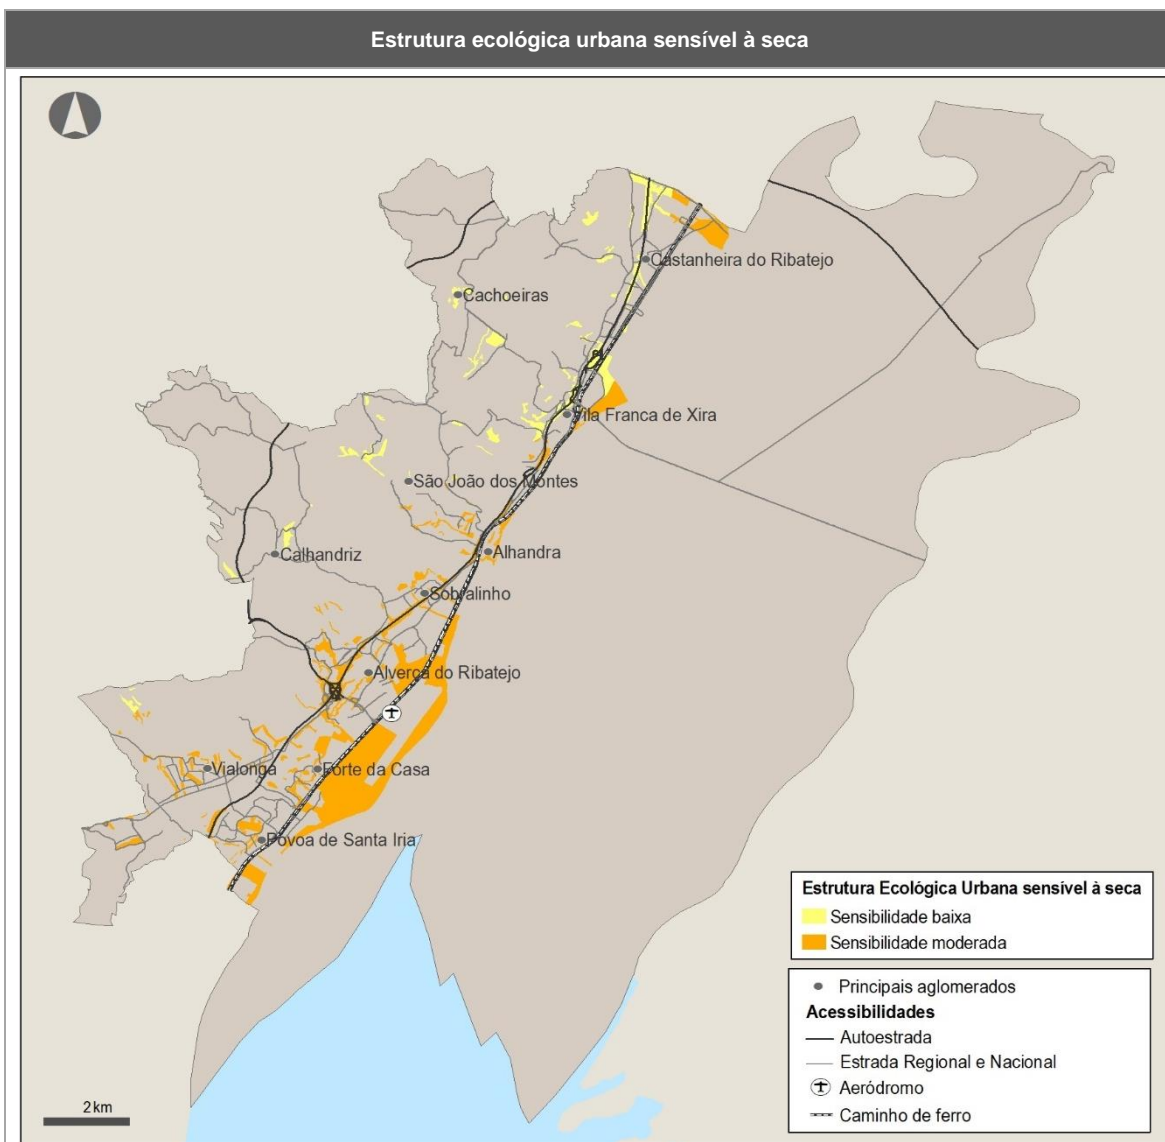 Estrutura ecológica urbana sensível à seca
Castanheira do Ribatejo
Cachoeiras
Vila Franca de Xira
São João dos Montes
Alhandra
Calhandriz
Sobralinho
Alverca do Ribatejo
Vialonga
Forte da Casa
Póvoa de Santa Iria
Estrutura Ecológica Urbana sensível à seca
Sensibilidade baixa
Sensibilidade moderada
Principais aglomerados
Acessibilidades
Autoestrada
Estrada Regional e Nacional
Aeródromo
Caminho de ferro
2 km